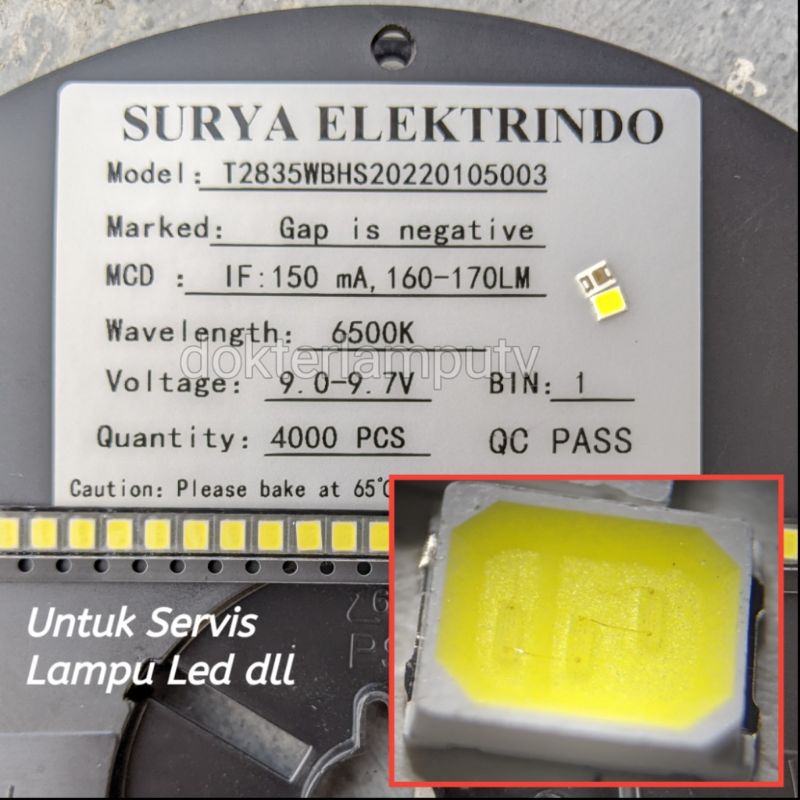 SURYA ELEKTRINDO
Model: T2835WBHS20220105003
Marked: Gap is negative
MCD : IF:150 mA,160-170LM
Wavelength: 6500K
dokterlamputv
Voltage: 9.0-9.7V BIN: 1
Quantity: 4000 PCS QC PASS
Caution: Please bake at 65℃
Untuk Servis
Lampu Led dll